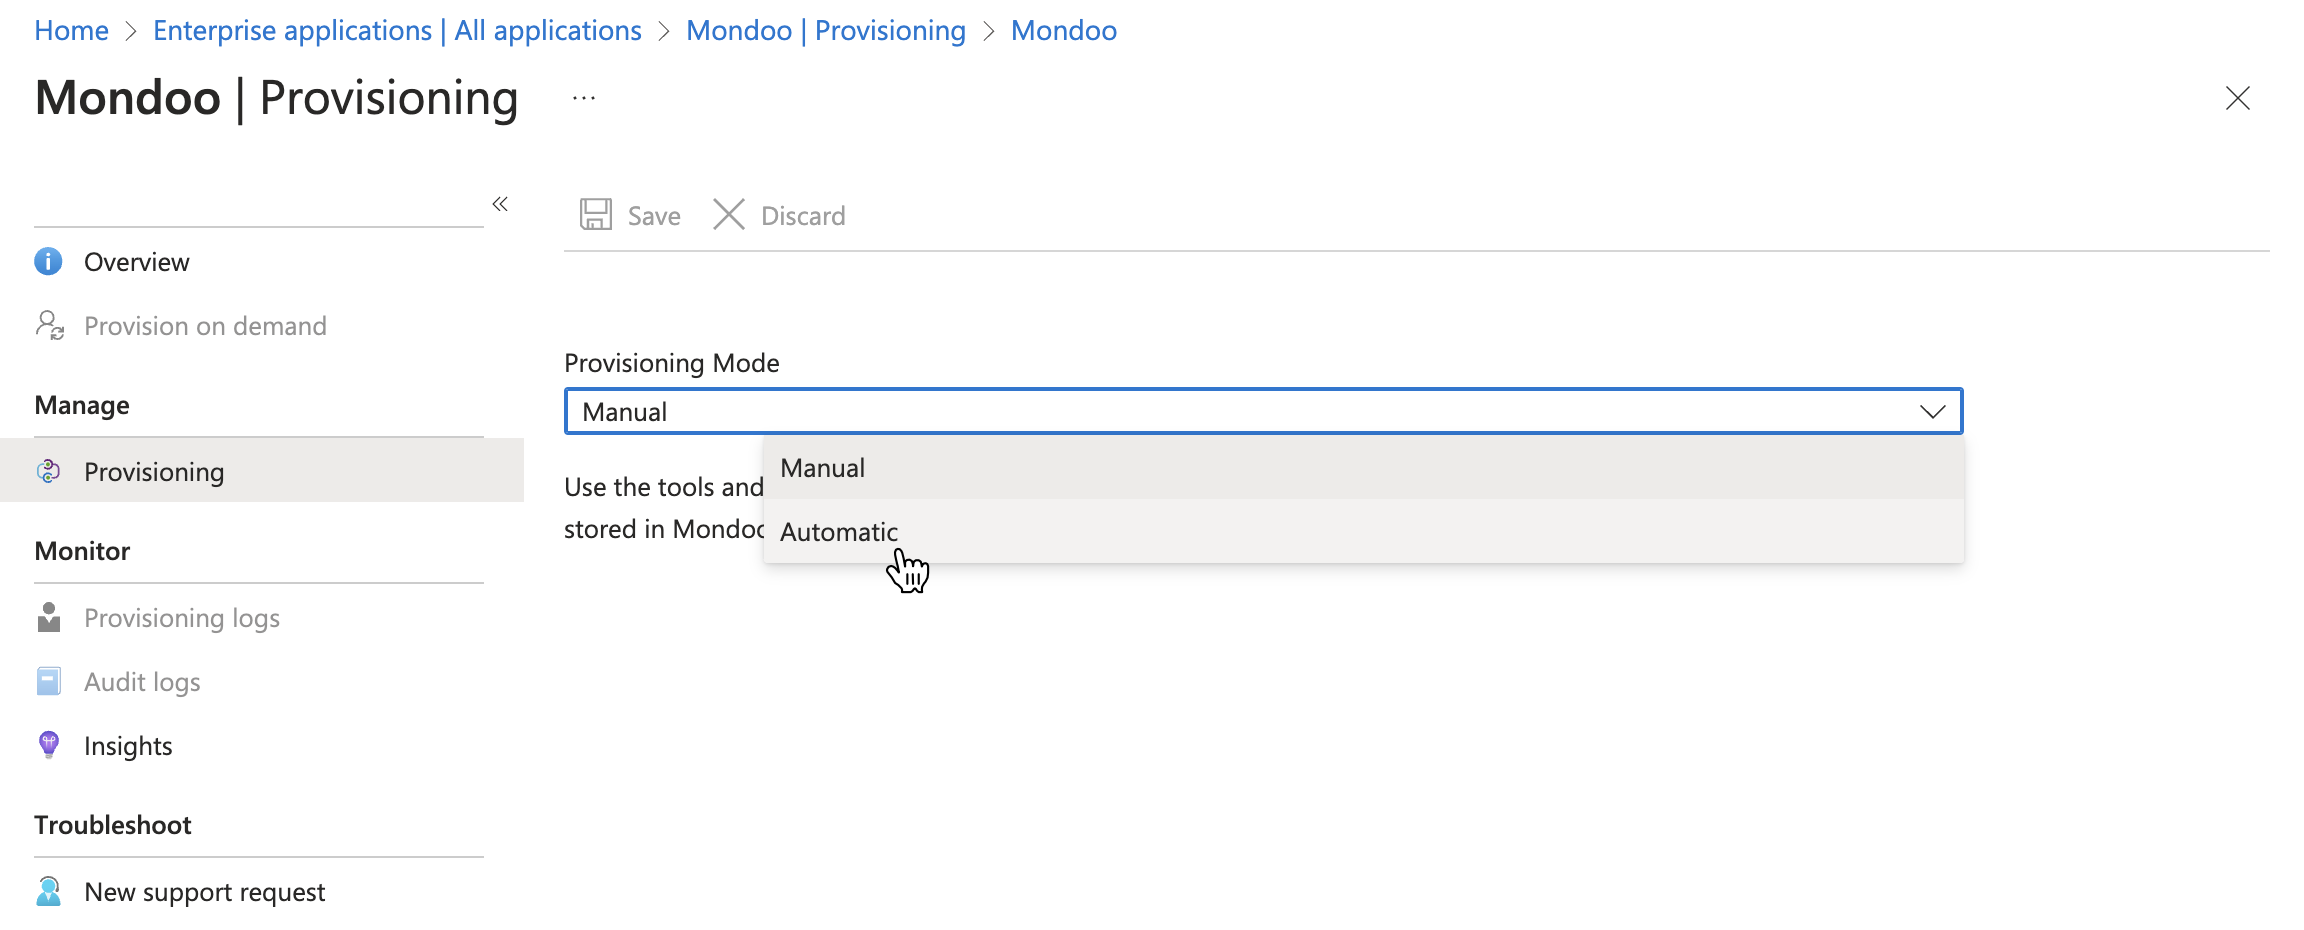 Home > Enterprise applications | All applications > Mondoo | Provisioning > Mondoo
Mondoo | Provisioning ...
«
Save Discard
Overview
Provision on demand
Manage
Provisioning
Monitor
Provisioning logs
Audit logs
Insights
Troubleshoot
New support request
Provisioning Mode
Manual
Manual
Automatic
Use the tools and
stored in Mondoo